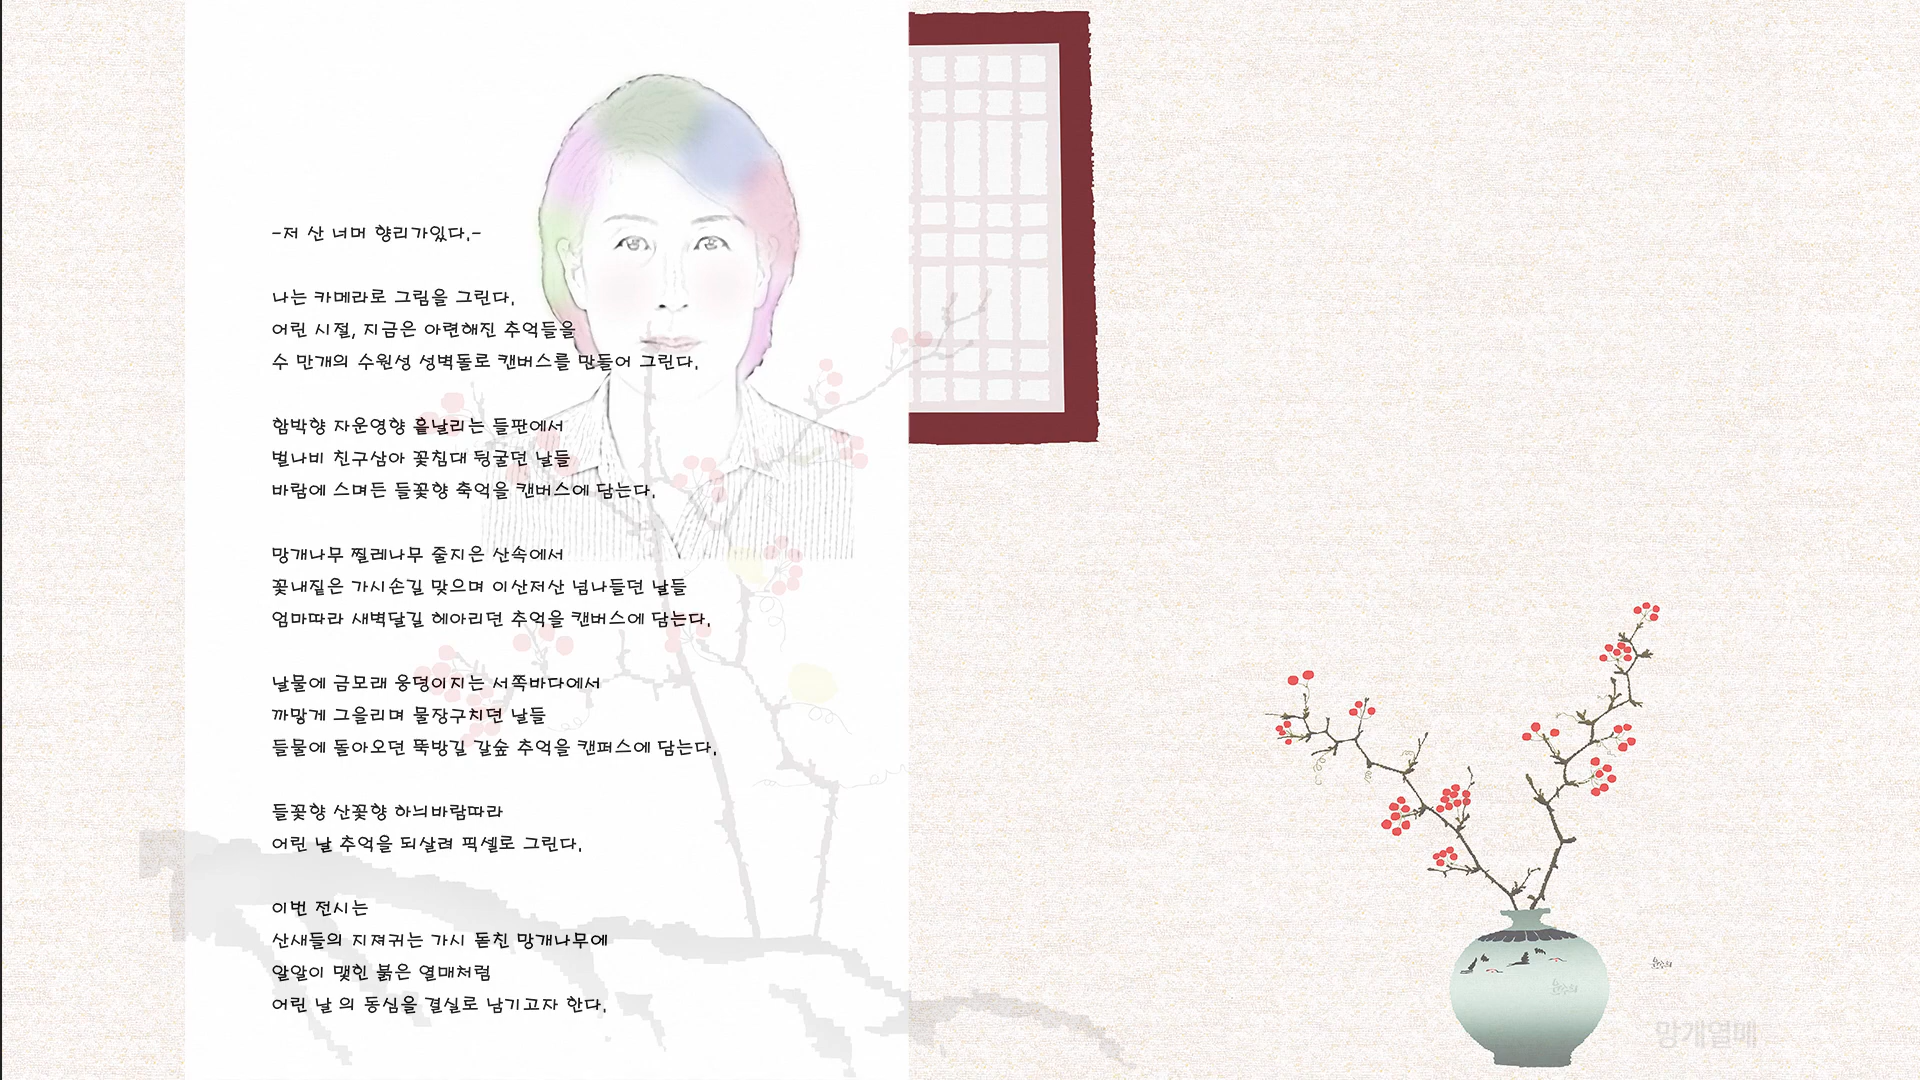 -저 산 너머 향리가있다.-
나는 카메라로 그림을 그린다.
어린 시절, 지금은 아련해진 추억들을
수 만개의 수원성 성벽돌로 캔버스를 만들어 그린다.
함박향 자운영향 흩날리는 들판에서
벌나비 친구삼아 꽃침대 뒹굴던 날들
바람에 스며든 들꽃향 축억을 캔버스에 담는다.
망개나무 찔레나무 줄지은 산속에서
꽃내짙은 가시손길 맞으며 이산저산 넘나들던 날들
엄마따라 새벽달길 헤아리던 추억을 캔버스에 담는다.
날물에 금모래 웅덩이지는 서쪽바다에서
까맣게 그을리며 물장구치던 날들
들물에 돌아오던 뚝방길 갈숲 추억을 캔퍼스에 담는다.
들꽃향 산꽃향 하늬바람따라
어린 날 추억을 되살려 픽셀로 그린다.
이번 전시는
산새들의 지져귀는 가시 돋친 망개나무에
알알이 맺힌 붉은 열매처럼
어린 날 의 동심을 결실로 남기고자 한다.
망개열매